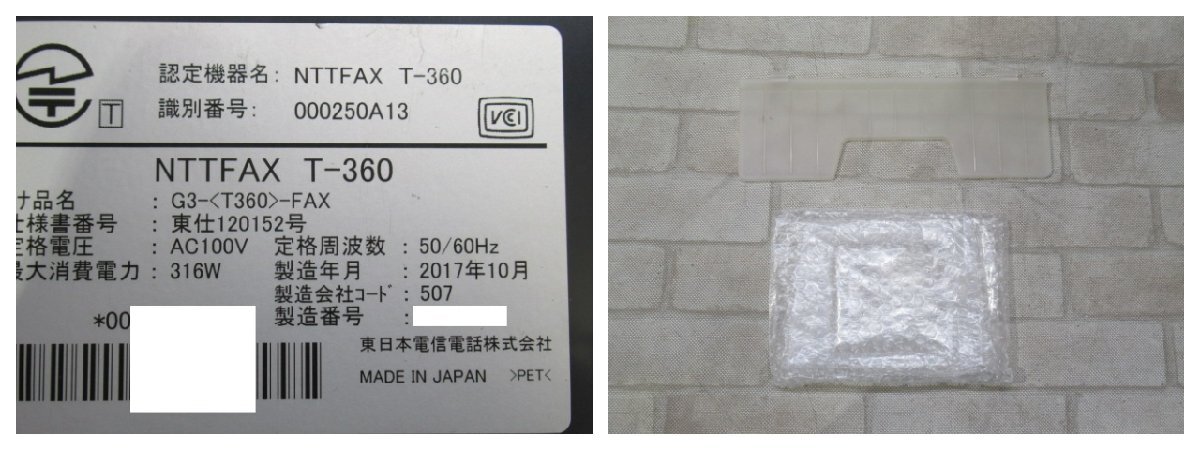 認定機器名: NTTFAX T-360
識別番号: 000250A13
T
VCI
NTTFAX T-360
品名 : G3-<T360>-FAX
仕様書番号 : 東仕120152号
定格電圧 : AC100V 定格周波数 : 50/60Hz
最大消費電力 : 316W 製造年月 : 2017年10月
製造会社コード : 507
*00 製造番号 :
東日本電信電話株式会社
MADE IN JAPAN >PET<